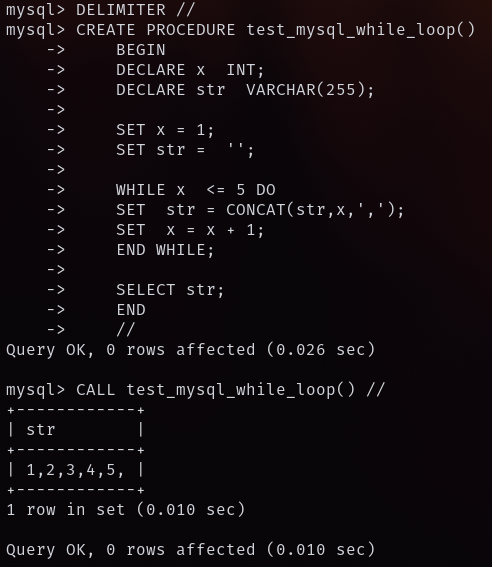 mysql> DELIMITER //
mysql> CREATE PROCEDURE test_mysql_while_loop()
    ->     BEGIN
    ->     DECLARE x  INT;
    ->     DECLARE str  VARCHAR(255);
    ->
    ->     SET x = 1;
    ->     SET str =  '';
    ->
    ->     WHILE x  <= 5 DO
    ->     SET  str = CONCAT(str,x,',');
    ->     SET  x = x + 1;
    ->     END WHILE;
    ->
    ->     SELECT str;
    ->     END
    ->     //
Query OK, 0 rows affected (0.026 sec)

mysql> CALL test_mysql_while_loop() //
+------------+
| str        |
+------------+
| 1,2,3,4,5, |
+------------+
1 row in set (0.010 sec)

Query OK, 0 rows affected (0.010 sec)